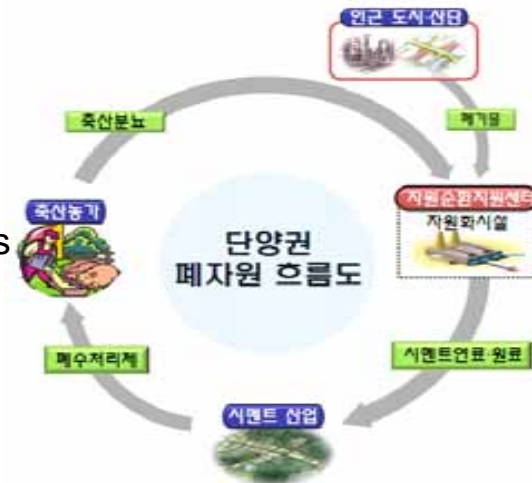 인근 도시·산단
축산분뇨
폐기물
축산농가
자원순환지원센터
자원화시설
s
단양권
폐자원 흐름도
폐수처리제
시멘트연료·원료
시멘트 산업